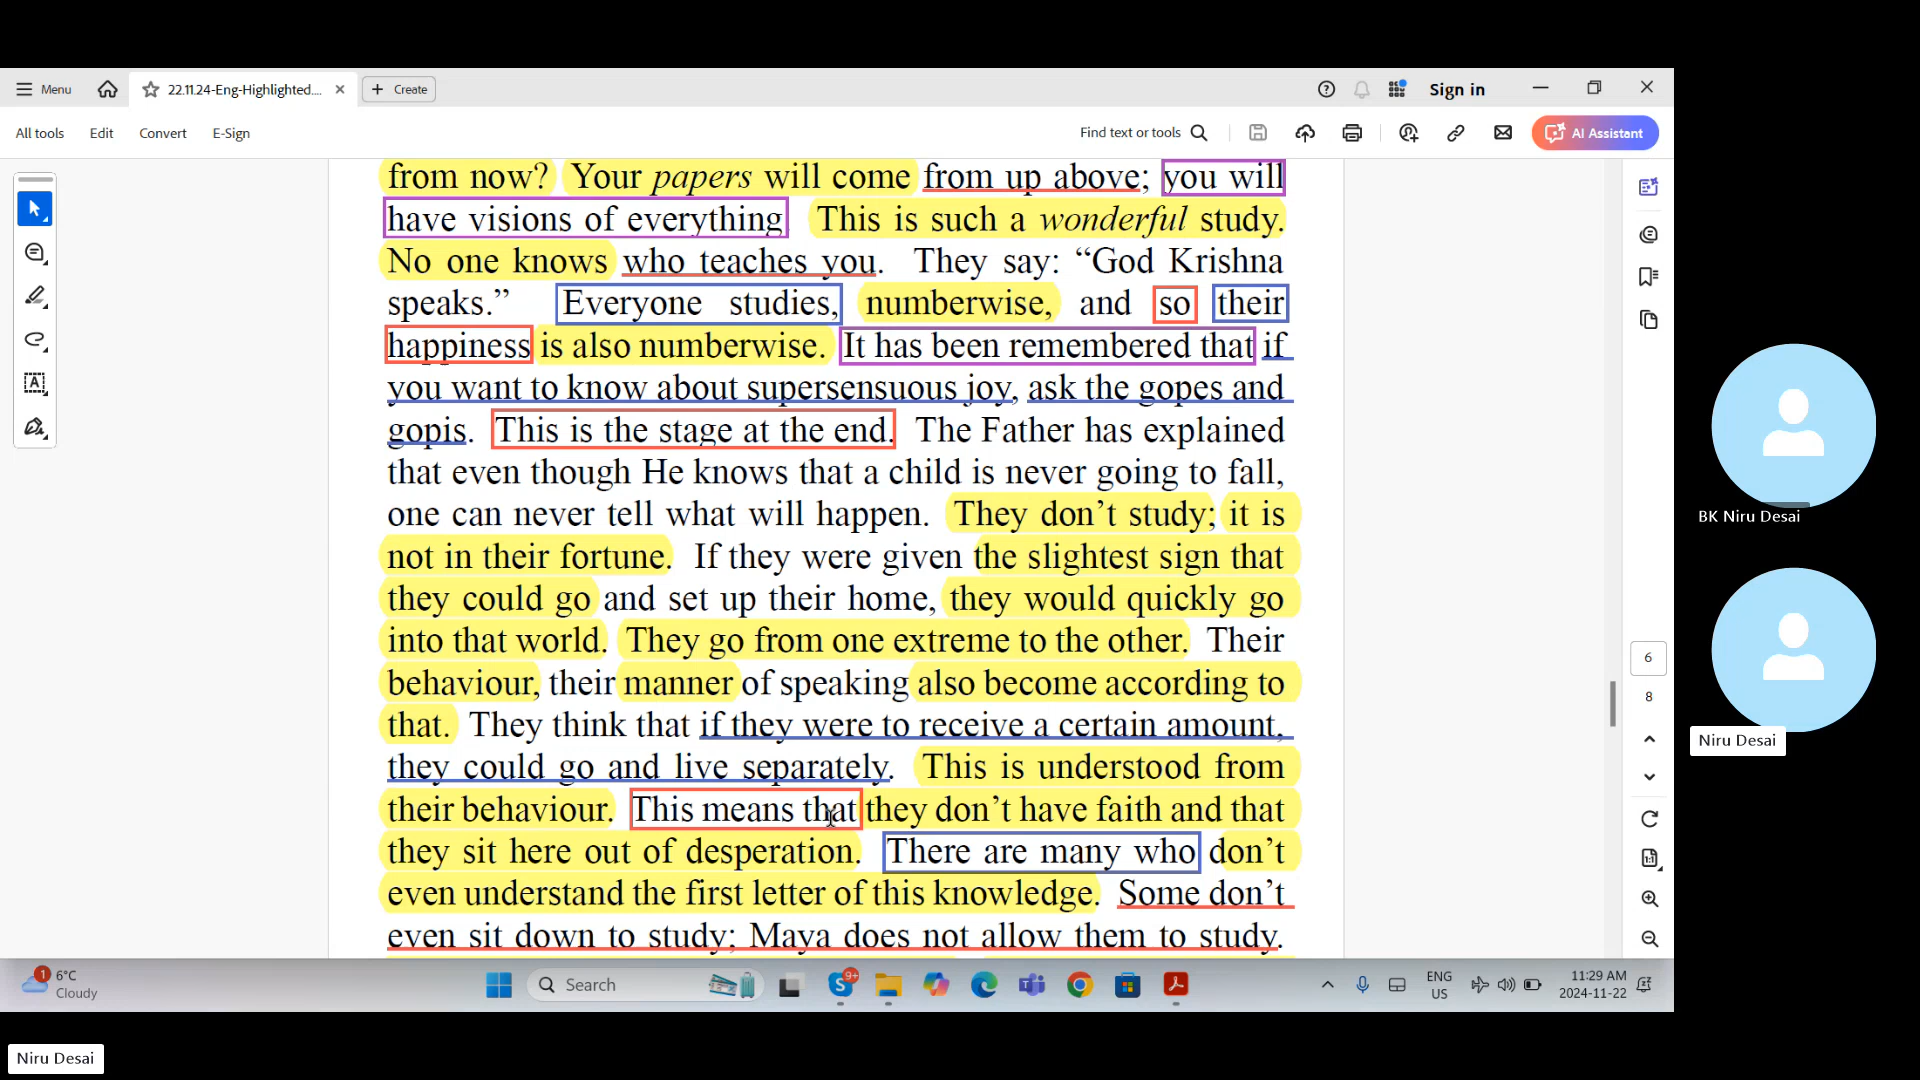 Menu
22.11.24-Eng-Highlighted....
Create
Sign in
All tools
Edit
Convert
E-Sign
Find text or tools
AI Assistant
from now? Your papers will come from up above; you will
have visions of everything. This is such a wonderful study.
No one knows who teaches you. They say: “God Krishna
speaks.” Everyone studies, numberwise, and so their
happiness is also numberwise. It has been remembered that if
you want to know about supersensuous joy, ask the gopes and
gopis. This is the stage at the end. The Father has explained
that even though He knows that a child is never going to fall,
one can never tell what will happen. They don’t study; it is
not in their fortune. If they were given the slightest sign that
they could go and set up their home, they would quickly go
into that world. They go from one extreme to the other. Their
behaviour, their manner of speaking also become according to
that. They think that if they were to receive a certain amount,
they could go and live separately. This is understood from
their behaviour. This means that they don’t have faith and that
they sit here out of desperation. There are many who don’t
even understand the first letter of this knowledge. Some don’t
even sit down to study; Maya does not allow them to study.
6
8
1:1
BK Niru Desai
Niru Desai
1
6°C
Cloudy
Search
9+
ENG
US
11:29 AM
2024-11-22
Niru Desai